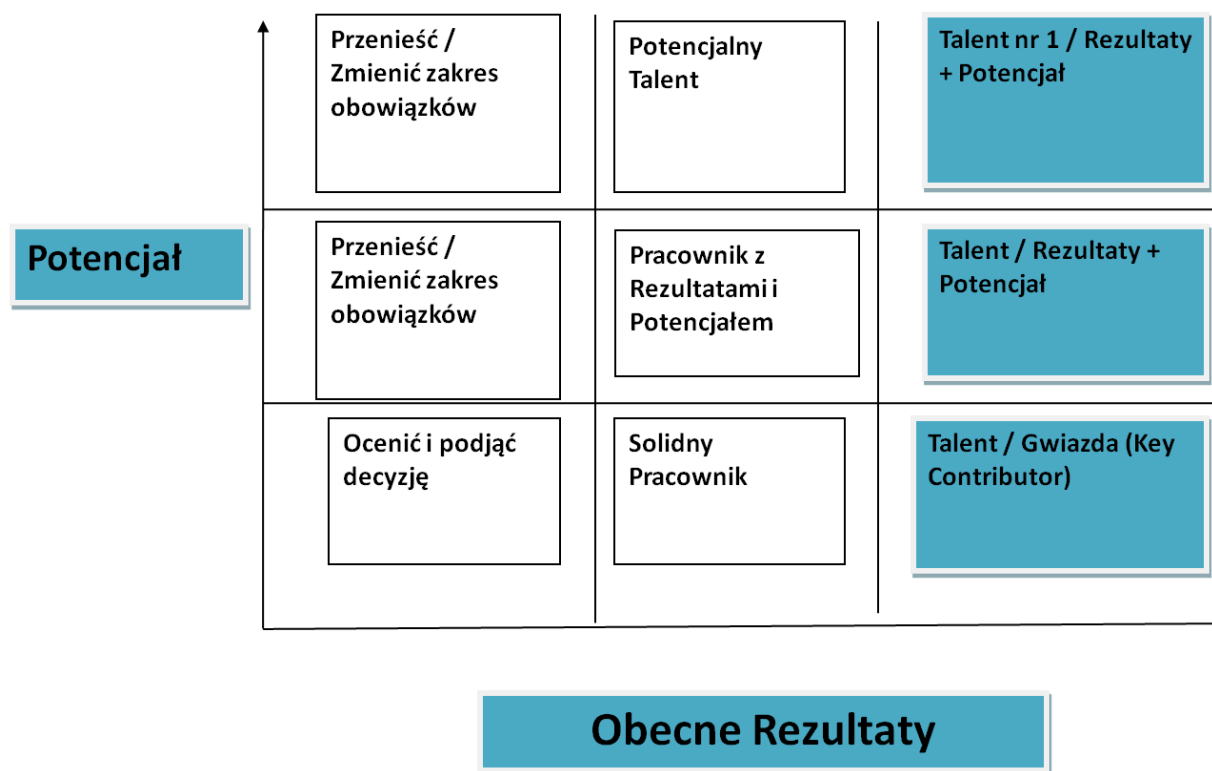 Przenieść /
Zmienić zakres
obowiązków
Potencjalny
Talent
Talent nr 1 / Rezultaty
+ Potencjał
Potencjał
Przenieść /
Zmienić zakres
obowiązków
Pracownik z
Rezultatami i
Potencjałem
Talent / Rezultaty +
Potencjał
Ocenić i podjąć
decyzję
Solidny
Pracownik
Talent / Gwiazda (Key
Contributor)
Obecne Rezultaty